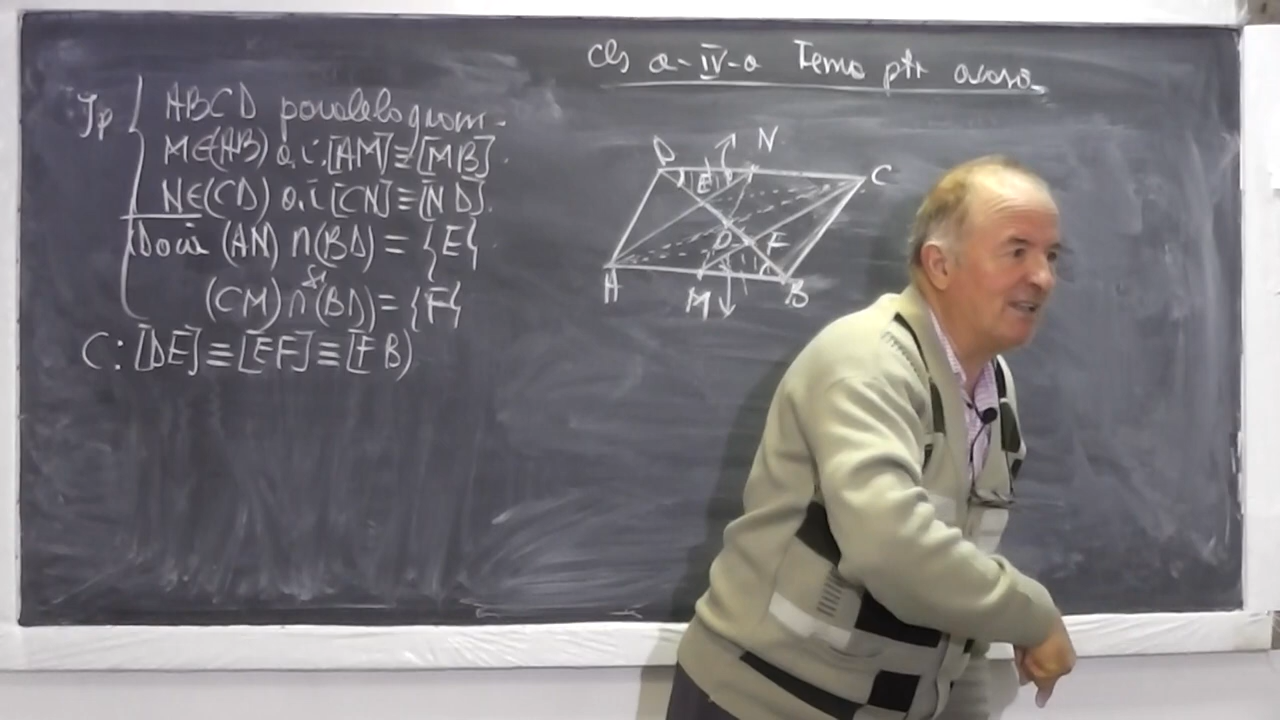 Cls a-IV-a Tema ptr acasă
Ip ABCD paralelogram.
M∈(AB) a.î. [AM]≡[MB].
N∈(CD) a.î [CN]≡[ND].
Dacă (AN)∩(BD)={E}
și
(CM)∩(BD)={F}
C: [DE]≡[EF]≡[FB]
D N C
E
O F
A M B